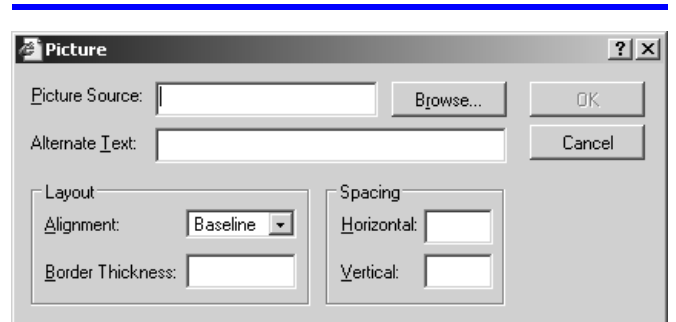 Picture
? X
Picture Source: Browse... OK
Alternate Text: Cancel
Layout Spacing
Alignment: Baseline Horizontal:
Border Thickness: Vertical: